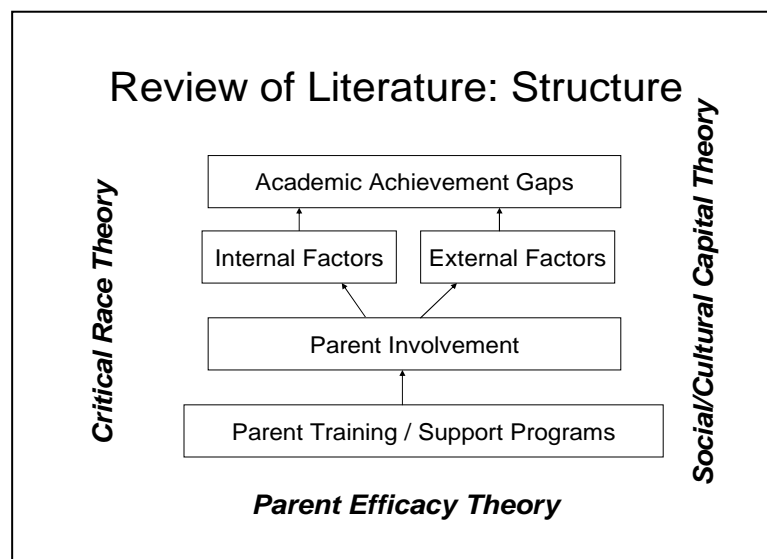 Review of Literature: Structure
Critical Race Theory
Social/Cultural Capital Theory
Academic Achievement Gaps
Internal Factors
External Factors
Parent Involvement
Parent Training / Support Programs
Parent Efficacy Theory